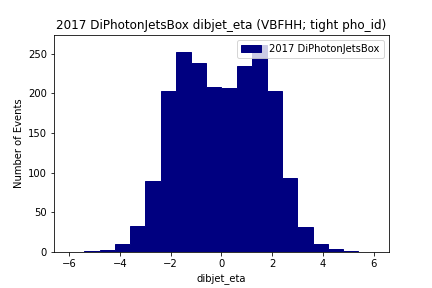 2017 DiPhotonJetsBox dibjet_eta (VBFHH; tight pho_id)
2017 DiPhotonJetsBox
250
200
150
100
50
0
Number of Events
−6 −4 −2 0 2 4 6
dibjet_eta